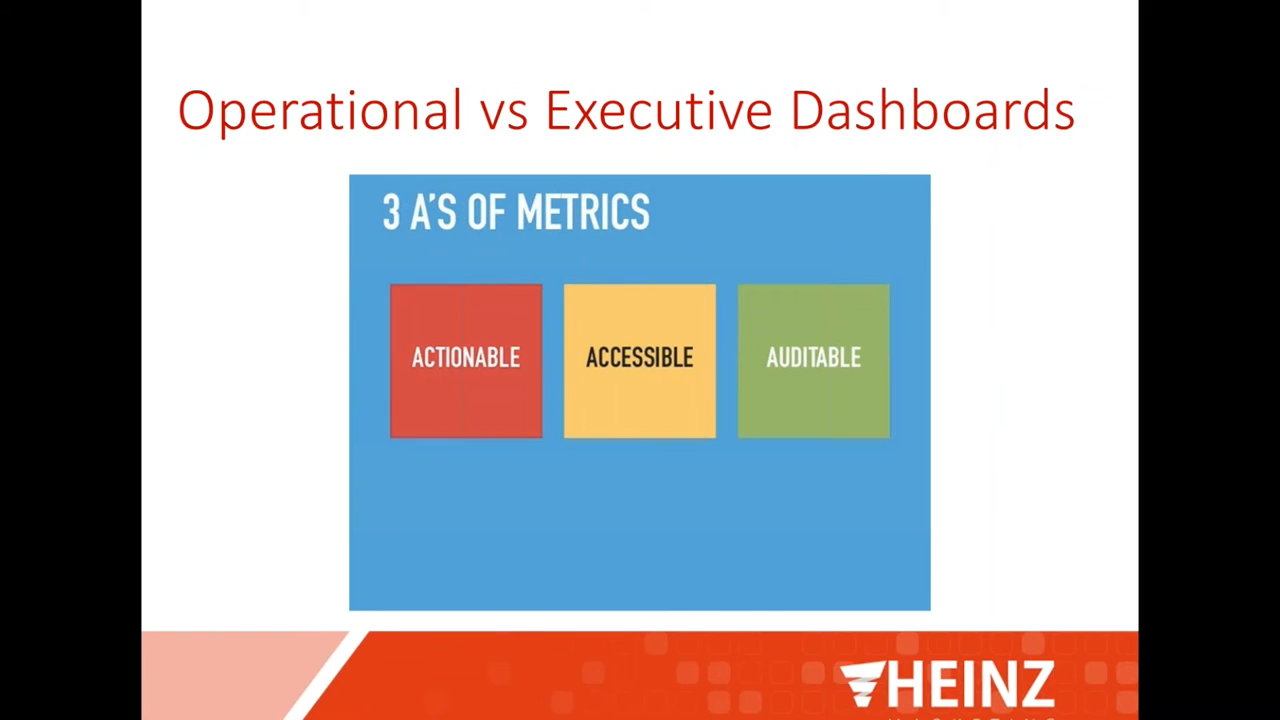 Operational vs Executive Dashboards
3 A'S OF METRICS
ACTIONABLE
ACCESSIBLE
AUDITABLE
HEINZ